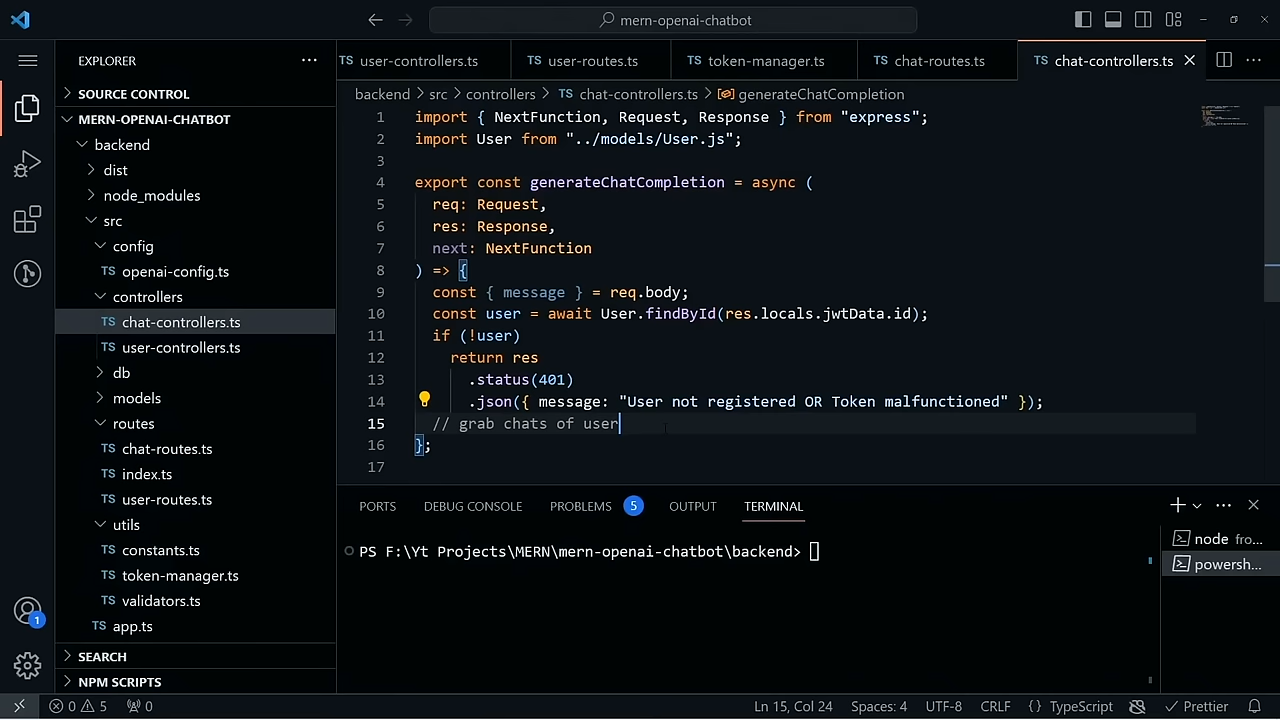 mern-openai-chatbot
EXPLORER
SOURCE CONTROL
MERN-OPENAI-CHATBOT
backend
dist
node_modules
src
config
TS openai-config.ts
controllers
TS chat-controllers.ts
TS user-controllers.ts
db
models
routes
TS chat-routes.ts
TS index.ts
TS user-routes.ts
utils
TS constants.ts
TS token-manager.ts
TS validators.ts
TS app.ts
SEARCH
NPM SCRIPTS
1
TS user-controllers.ts TS user-routes.ts TS token-manager.ts TS chat-routes.ts TS chat-controllers.ts
backend > src > controllers > TS chat-controllers.ts > generateChatCompletion
1 import { NextFunction, Request, Response } from "express";
2 import User from "../models/User.js";
3
4 export const generateChatCompletion = async (
5 req: Request,
6 res: Response,
7 next: NextFunction
8 ) => {
9 const { message } = req.body;
10 const user = await User.findById(res.locals.jwtData.id);
11 if (!user)
12 return res
13 .status(401)
14 .json({ message: "User not registered OR Token malfunctioned" });
15 // grab chats of user
16 };
17
PORTS DEBUG CONSOLE PROBLEMS 5 OUTPUT TERMINAL
PS F:\Yt Projects\MERN\mern-openai-chatbot\backend>
node fro...
powersh...
0 5 0 Ln 15, Col 24 Spaces: 4 UTF-8 CRLF {} TypeScript Prettier